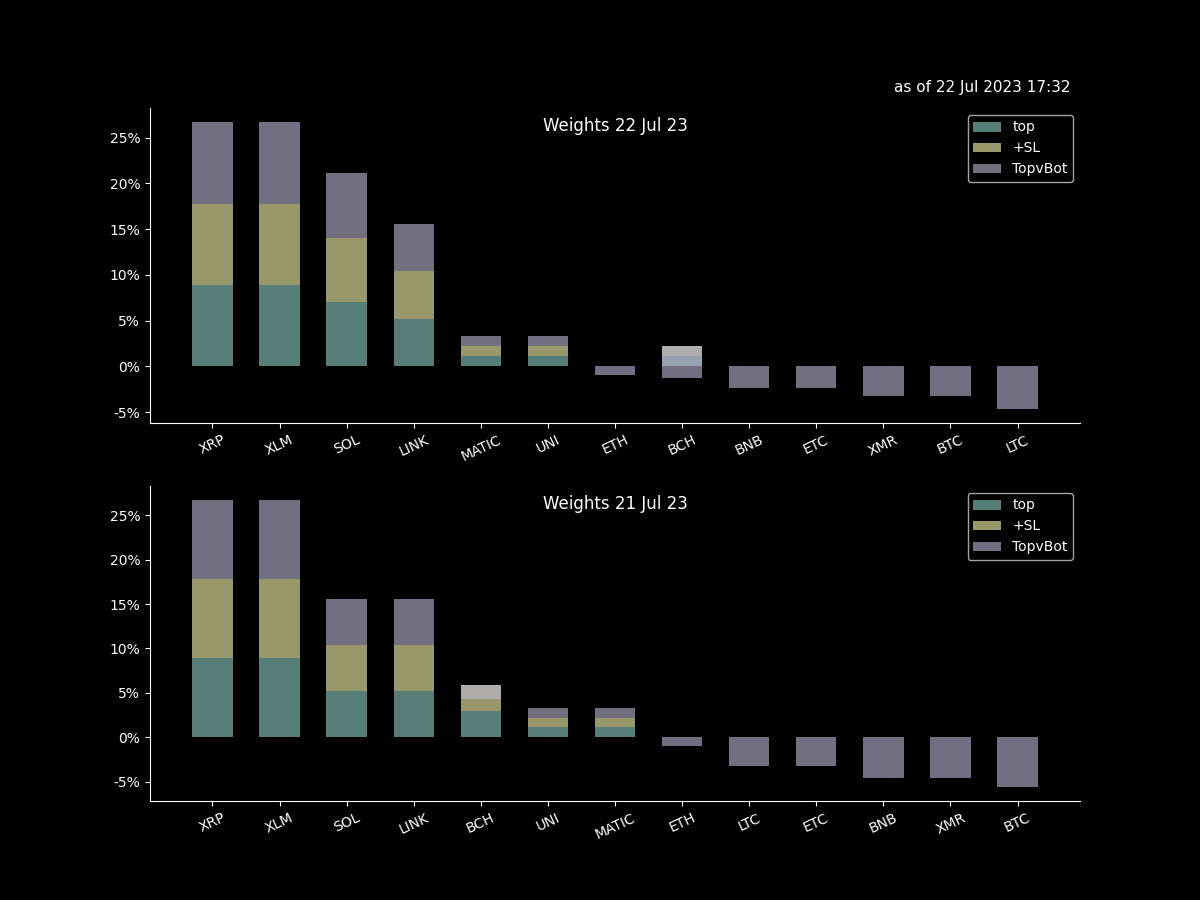 as of 22 Jul 2023 17:32
Weights 22 Jul 23
top
+SL
TopvBot
25%
20%
15%
10%
5%
0%
-5%
XRP XLM SOL LINK MATIC UNI ETH BCH BNB ETC XMR BTC LTC
Weights 21 Jul 23
top
+SL
TopvBot
25%
20%
15%
10%
5%
0%
-5%
XRP XLM SOL LINK BCH UNI MATIC ETH LTC ETC BNB XMR BTC